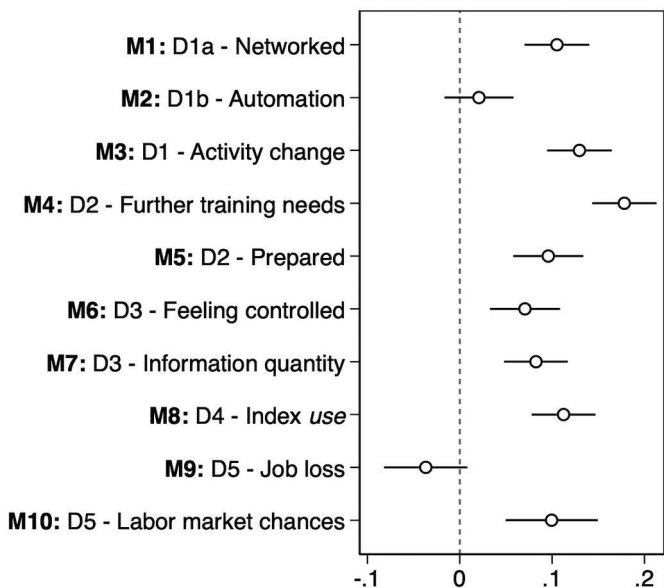 M1: D1a - Networked
M2: D1b - Automation
M3: D1 - Activity change
M4: D2 - Further training needs
M5: D2 - Prepared
M6: D3 - Feeling controlled
M7: D3 - Information quantity
M8: D4 - Index use
M9: D5 - Job loss
M10: D5 - Labor market chances
-.1 0 .1 .2